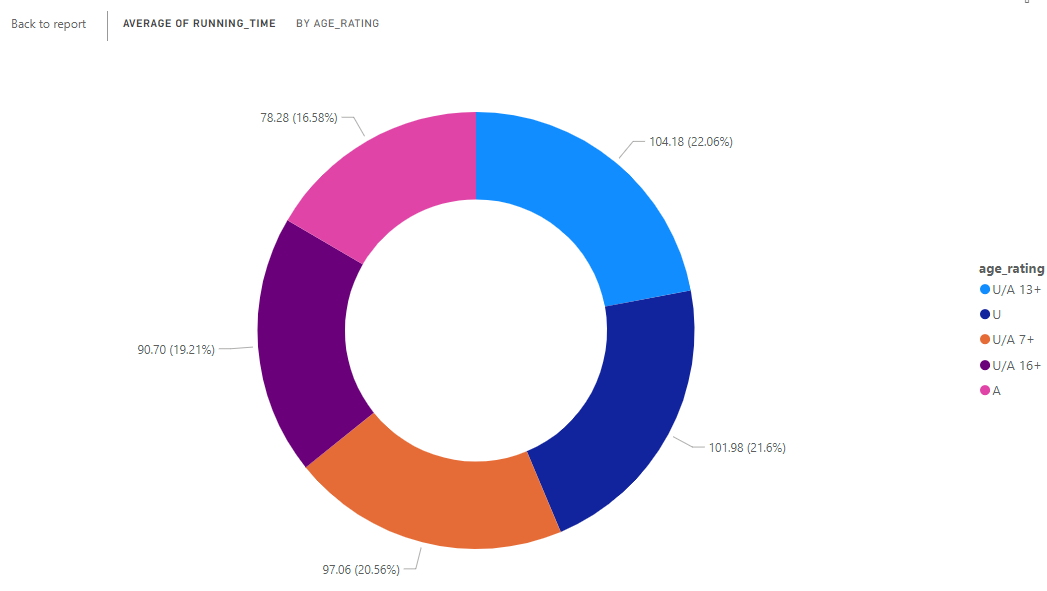 Back to report
AVERAGE OF RUNNING_TIME BY AGE_RATING
78.28 (16.58%)
104.18 (22.06%)
90.70 (19.21%)
101.98 (21.6%)
97.06 (20.56%)
age_rating
U/A 13+
U
U/A 7+
U/A 16+
A